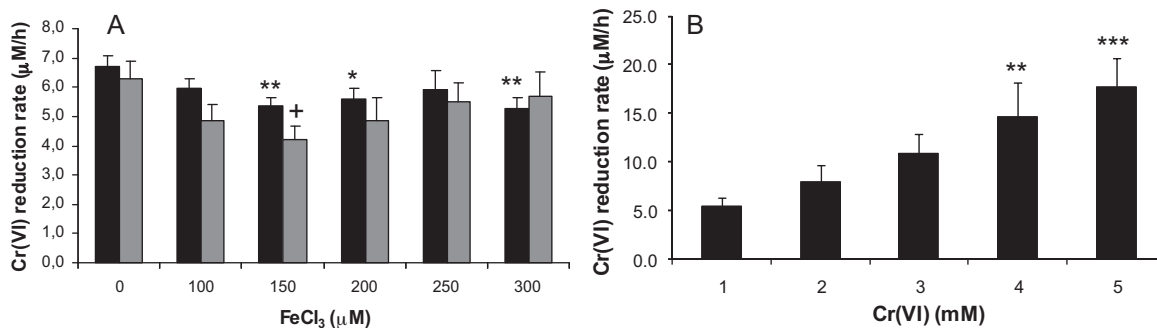 A
Cr(VI) reduction rate (μM/h)
8,0
7,0
6,0
5,0
4,0
3,0
2,0
1,0
0,0
** * **
+
0 100 150 200 250 300
FeCl3 (μM)
B
Cr(VI) reduction rate (μM/h)
25.0
20.0
15.0
10.0
5.0
0.0
** ***
1 2 3 4 5
Cr(VI) (mM)